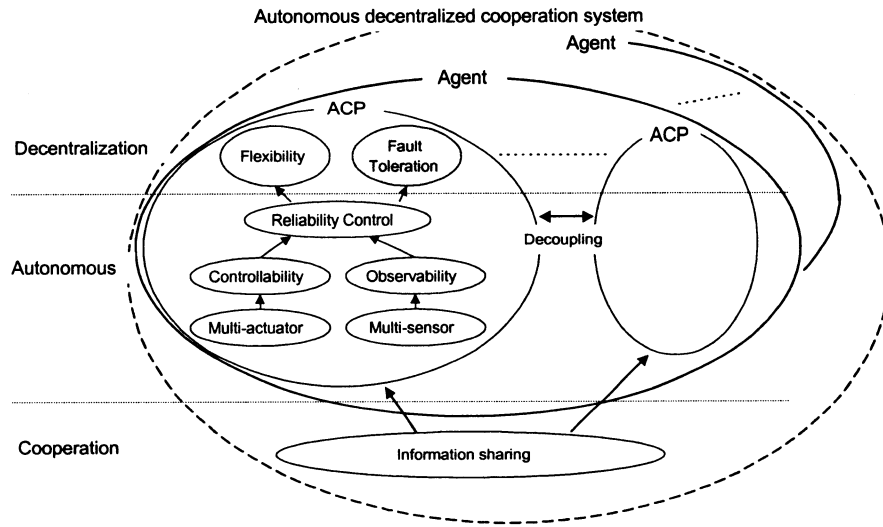 Autonomous decentralized cooperation system
Agent
Agent
ACP
ACP
Decentralization
Flexibility
Fault
Toleration
Reliability Control
Decoupling
Autonomous
Controllability
Observability
Multi-actuator
Multi-sensor
Cooperation
Information sharing